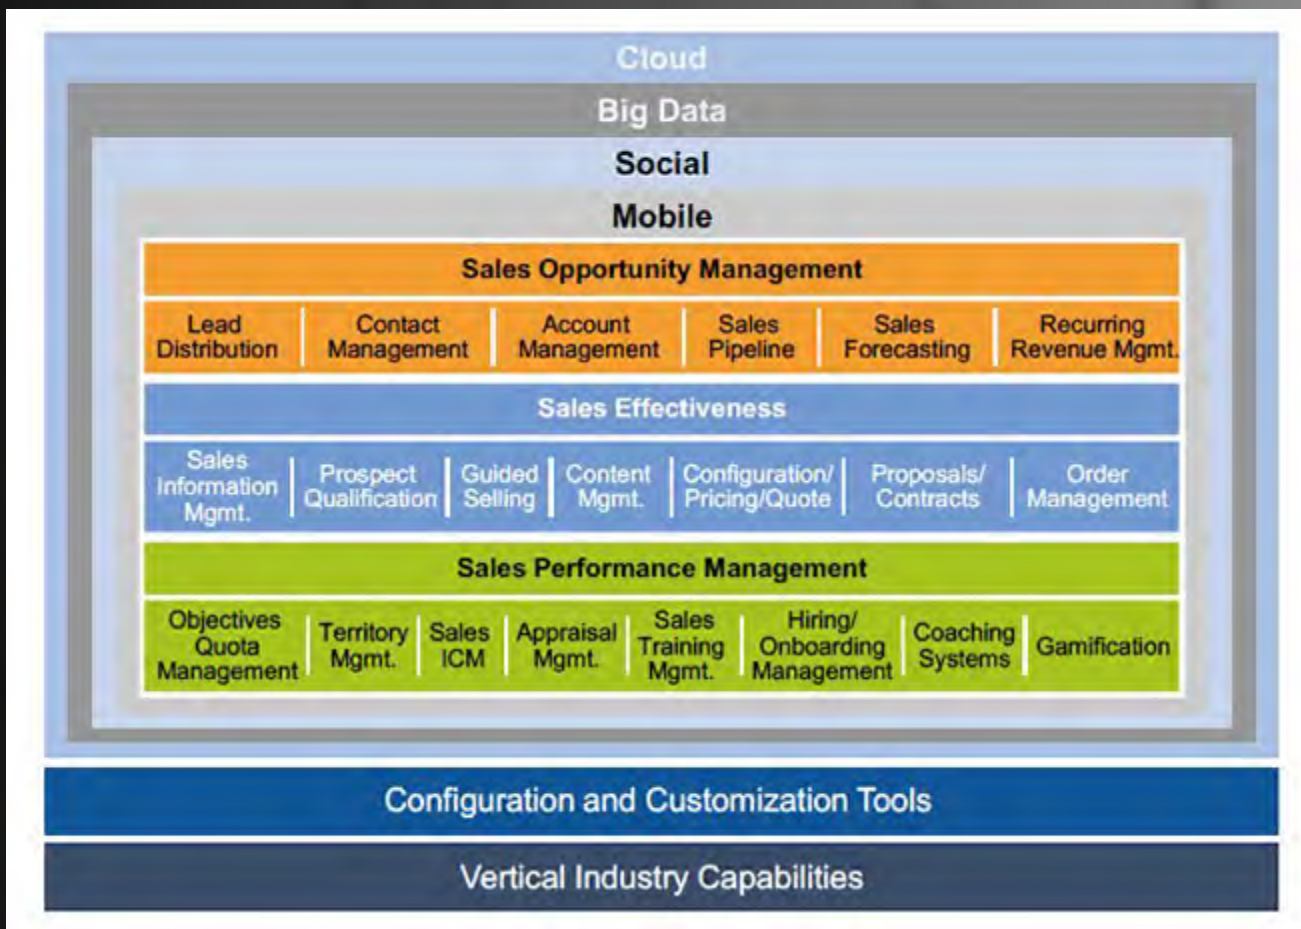 Cloud
Big Data
Social
Mobile
Sales Opportunity Management
Lead
Distribution
Contact
Management
Account
Management
Sales
Pipeline
Sales
Forecasting
Recurring
Revenue Mgmt.
Sales Effectiveness
Sales
Information
Mgmt.
Prospect
Qualification
Guided
Selling
Content
Mgmt.
Configuration/
Pricing/Quote
Proposals/
Contracts
Order
Management
Sales Performance Management
Objectives
Quota
Management
Territory
Mgmt.
Sales
ICM
Appraisal
Mgmt.
Sales
Training
Mgmt.
Hiring/
Onboarding
Management
Coaching
Systems
Gamification
Configuration and Customization Tools
Vertical Industry Capabilities